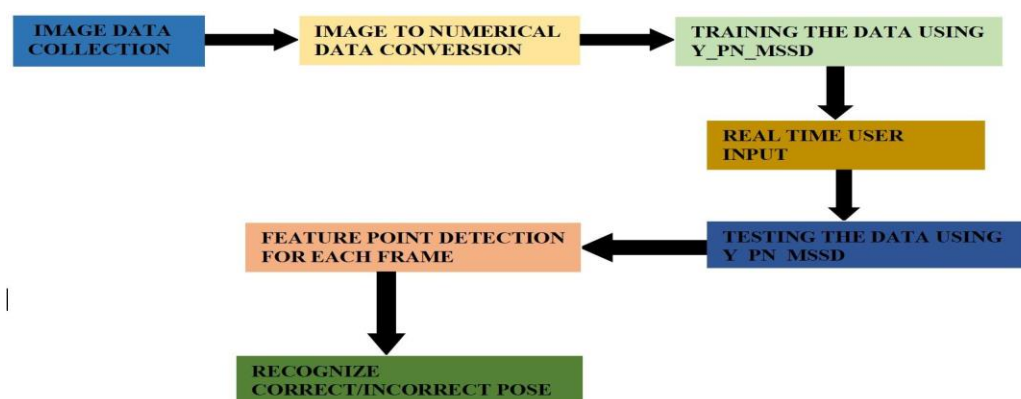 IMAGE DATA
COLLECTION
IMAGE TO NUMERICAL
DATA CONVERSION
TRAINING THE DATA USING
Y_PN_MSSD
REAL TIME USER
INPUT
TESTING THE DATA USING
Y_PN_MSSD
FEATURE POINT DETECTION
FOR EACH FRAME
RECOGNIZE
CORRECT/INCORRECT POSE